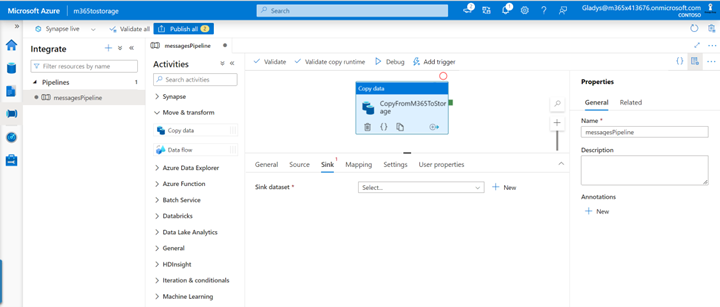 Microsoft Azure
m365tostorage
Search
Gladys@m365x413676.onmicrosoft.com
CONTOSO
Synapse live
Validate all
Publish all
2
Integrate
Filter resources by name
Pipelines
1
messagesPipeline
messagesPipeline
Activities
Search activities
Synapse
Move & transform
Copy data
Data flow
Azure Data Explorer
Azure Function
Batch Service
Databricks
Data Lake Analytics
General
HDInsight
Iteration & conditionals
Machine Learning
Validate
Validate copy runtime
Debug
Add trigger
Copy data
CopyFromM365ToStor
age
General
Source
Sink 1
Mapping
Settings
User properties
Sink dataset *
Select...
New
Properties
General
Related
Name *
messagesPipeline
Description
Annotations
New